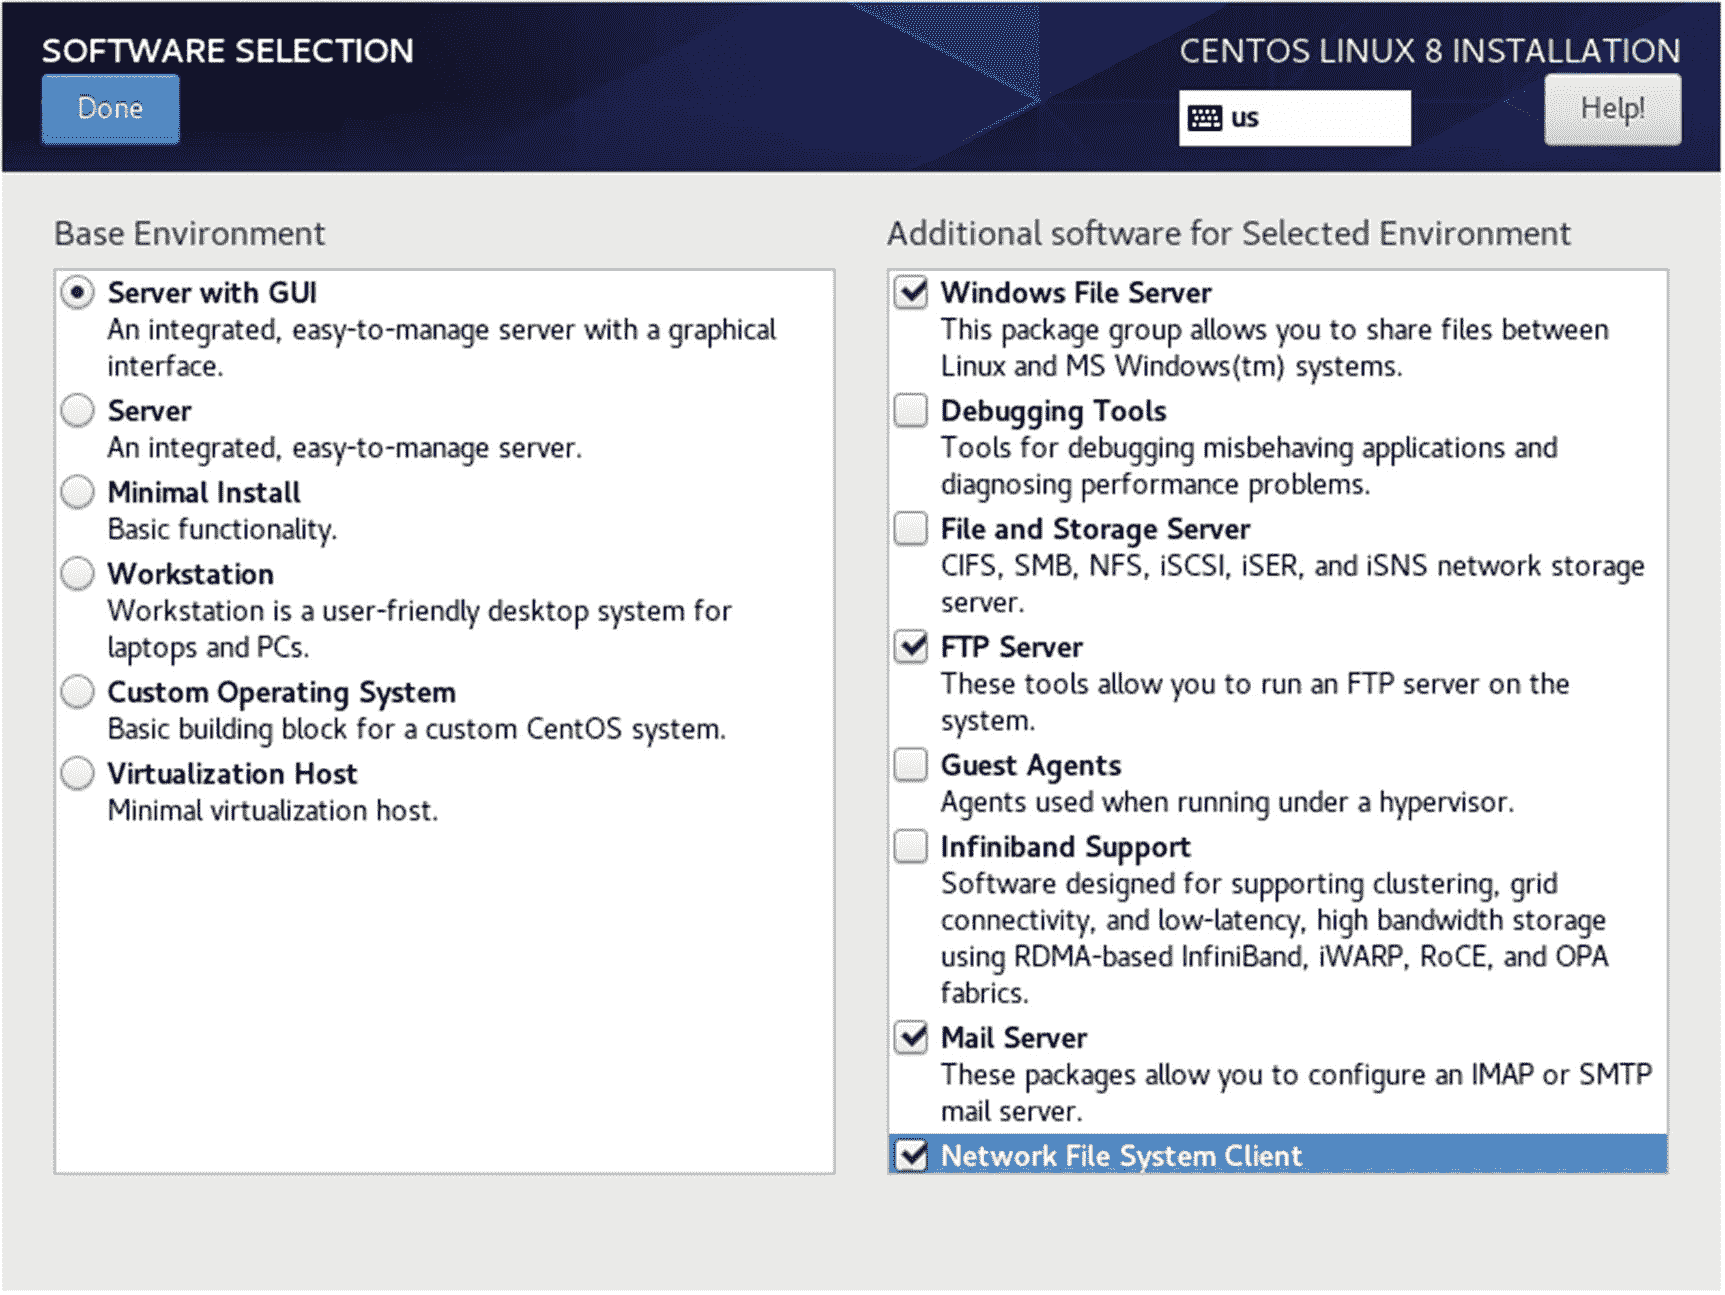 SOFTWARE SELECTION
CENTOS LINUX 8 INSTALLATION
Done
us
Help!
Base Environment
Server with GUI
An integrated, easy-to-manage server with a graphical
interface.
Server
An integrated, easy-to-manage server.
Minimal Install
Basic functionality.
Workstation
Workstation is a user-friendly desktop system for
laptops and PCs.
Custom Operating System
Basic building block for a custom CentOS system.
Virtualization Host
Minimal virtualization host.
Additional software for Selected Environment
Windows File Server
This package group allows you to share files between
Linux and MS Windows(tm) systems.
Debugging Tools
Tools for debugging misbehaving applications and
diagnosing performance problems.
File and Storage Server
CIFS, SMB, NFS, iSCSI, iSER, and iSNS network storage
server.
FTP Server
These tools allow you to run an FTP server on the
system.
Guest Agents
Agents used when running under a hypervisor.
Infiniband Support
Software designed for supporting clustering, grid
connectivity, and low-latency, high bandwidth storage
using RDMA-based InfiniBand, iWARP, RoCE, and OPA
fabrics.
Mail Server
These packages allow you to configure an IMAP or SMTP
mail server.
Network File System Client